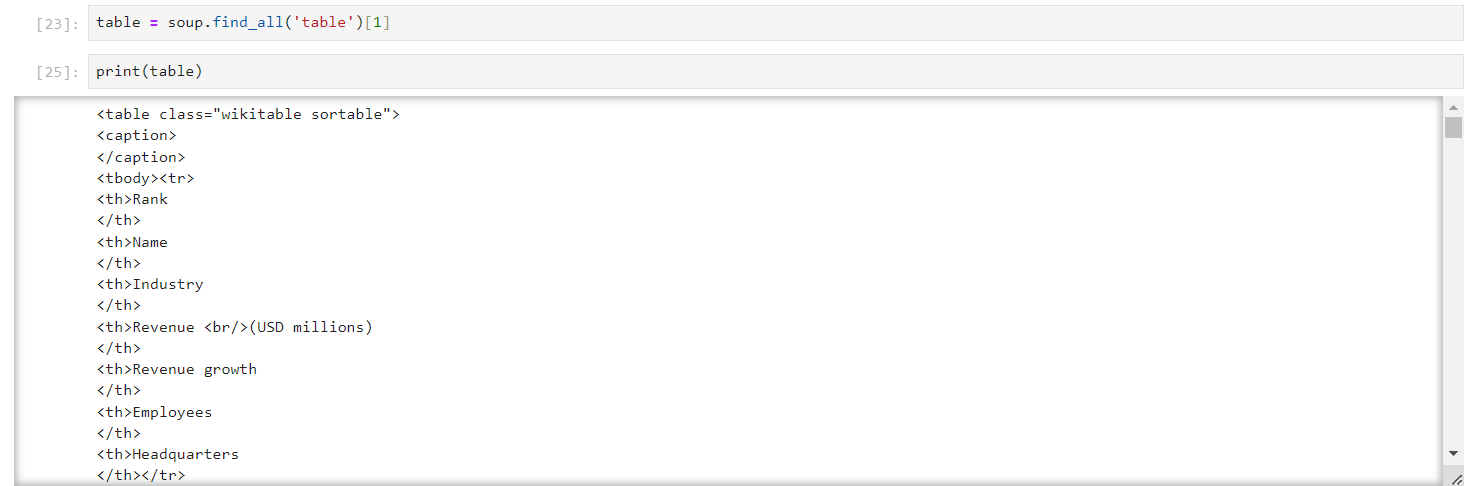 [23]: table = soup.find_all('table')[1]
[25]: print(table)
<table class="wikitable sortable">
<caption>
</caption>
<tbody><tr>
<th>Rank
</th>
<th>Name
</th>
<th>Industry
</th>
<th>Revenue <br/>(USD millions)
</th>
<th>Revenue growth
</th>
<th>Employees
</th>
<th>Headquarters
</th></tr>